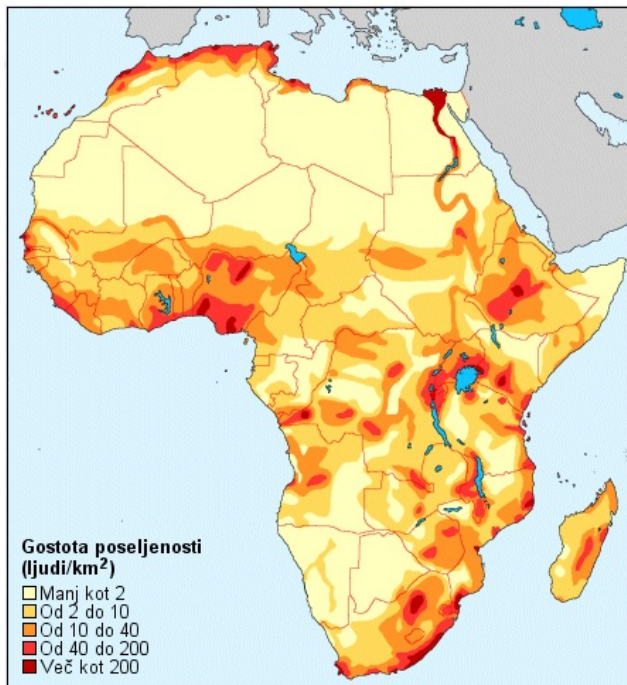 Gostota poseljenosti
(ljudi/km²)
Manj kot 2
Od 2 do 10
Od 10 do 40
Od 40 do 200
Več kot 200